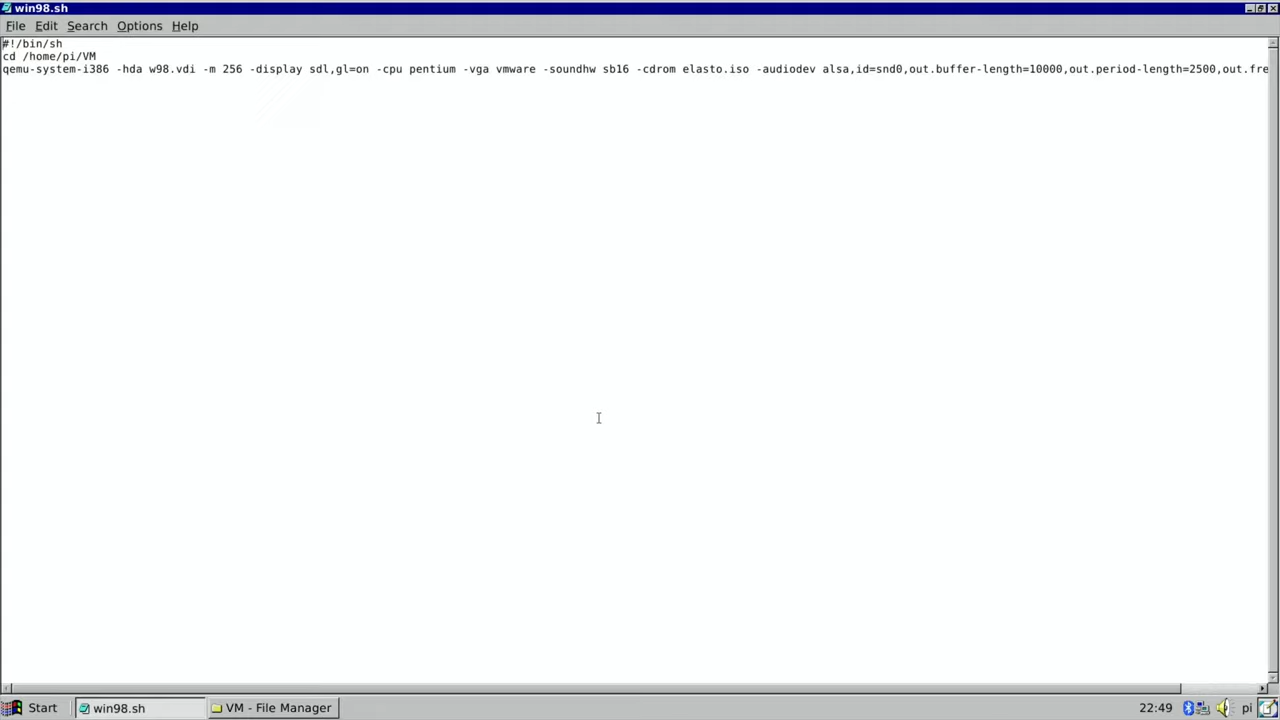 win98.sh
File Edit Search Options Help
#!/bin/sh
cd /home/pi/VM
qemu-system-i386 -hda w98.vdi -m 256 -display sdl,gl=on -cpu pentium -vga vmware -soundhw sb16 -cdrom elasto.iso -audiodev alsa,id=snd0,out.buffer-length=10000,out.period-length=2500,out.fre
Start win98.sh VM - File Manager 22:49 pi